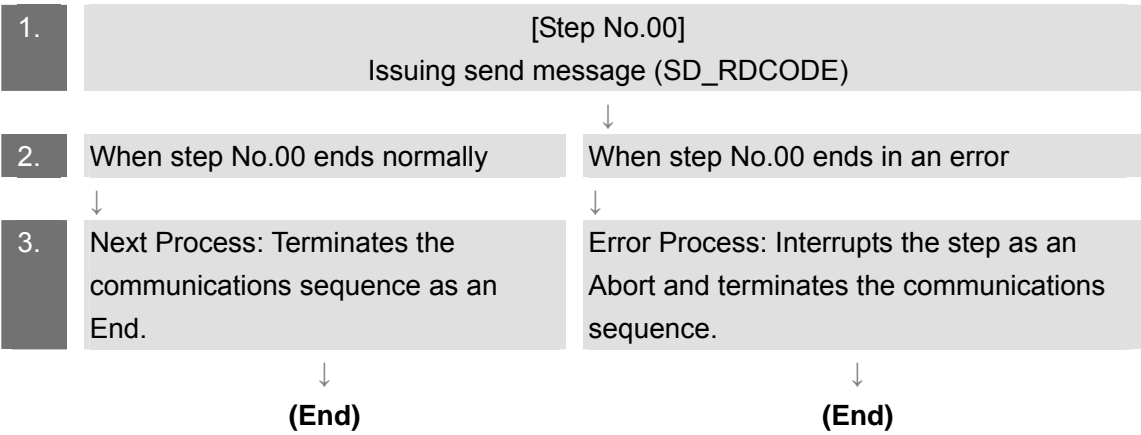 1.
[Step No.00]
Issuing send message (SD_RDCODE)
↓
2.
When step No.00 ends normally
When step No.00 ends in an error
↓
↓
3.
Next Process: Terminates the
communications sequence as an
End.
Error Process: Interrupts the step as an
Abort and terminates the communications
sequence.
↓
↓
(End)
(End)